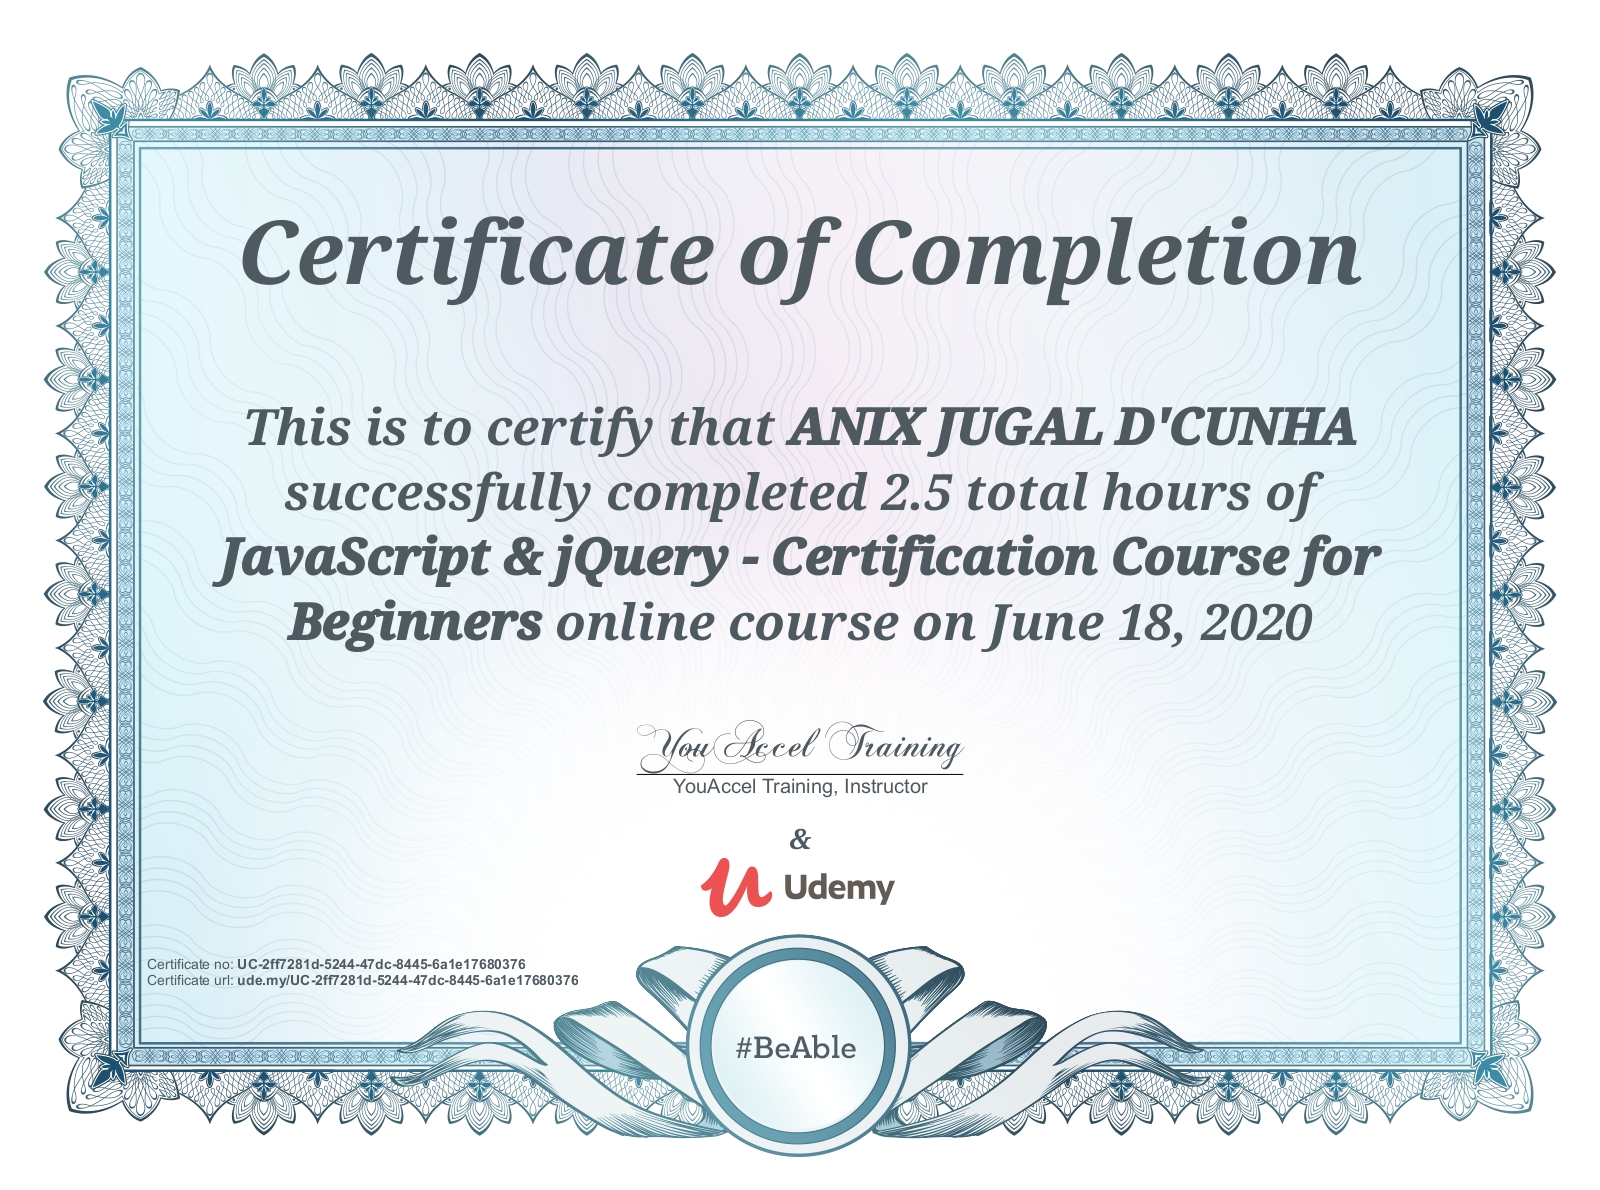 Certificate of Completion
This is to certify that ANIX JUGAL D'CUNHA
successfully completed 2.5 total hours of
JavaScript & jQuery - Certification Course for
Beginners online course on June 18, 2020
YouAccel Training
YouAccel Training, Instructor
&
Udemy
Certificate no: UC-2ff7281d-5244-47dc-8445-6a1e17680376
Certificate url: ude.my/UC-2ff7281d-5244-47dc-8445-6a1e17680376
#BeAble